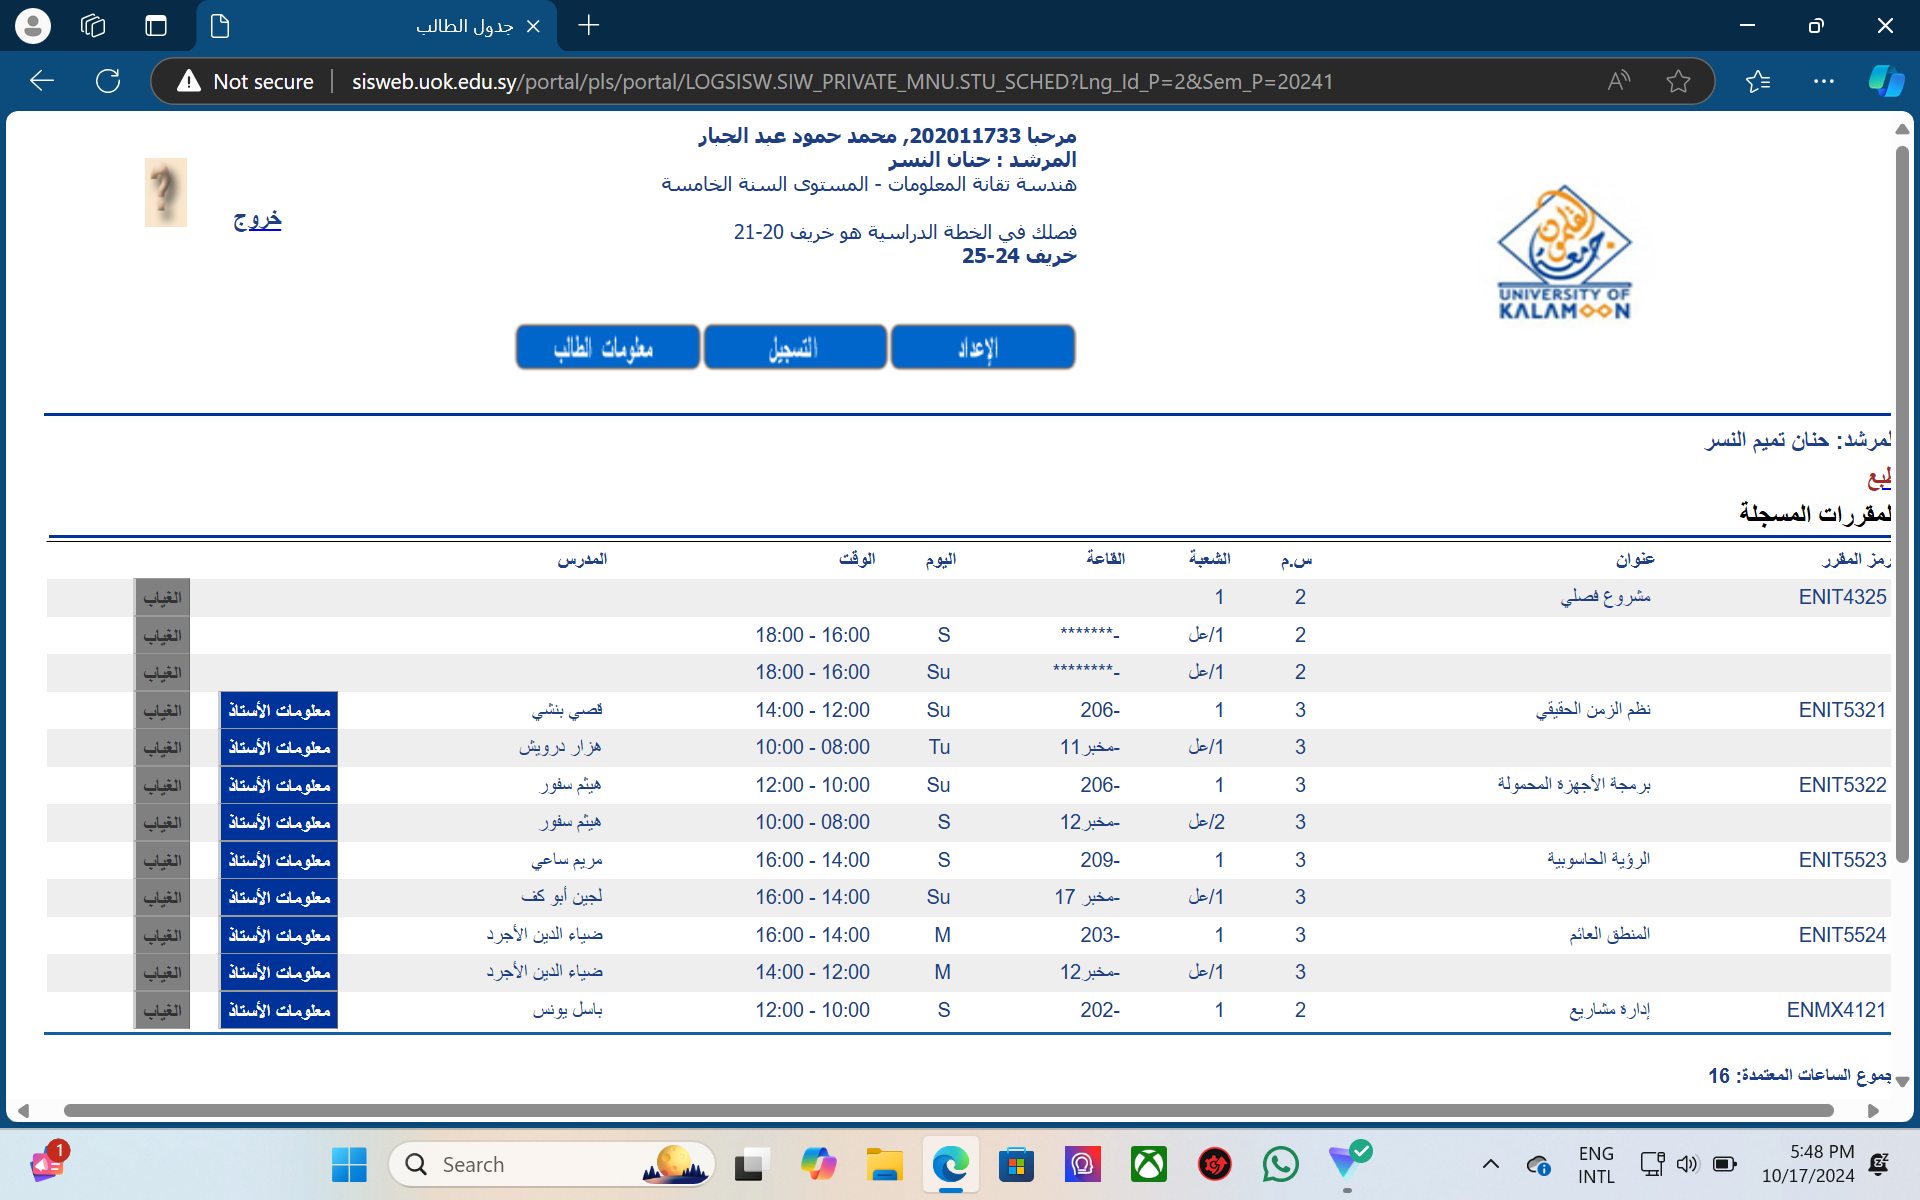 جدول الطالب
Not secure
sisweb.uok.edu.sy/portal/pls/portal/LOGSISW.SIW_PRIVATE_MNU.STU_SCHED?Lng_Id_P=2&Sem_P=20241
مرحبا 202011733, محمد حمود عبد الجبار
المرشد : حنان النسر
هندسة تقانة المعلومات - المستوى السنة الخامسة
خروج
فصلك في الخطة الدراسية هو خريف 20-21
خريف 24-25
جامعة القلمون
UNIVERSITY OF
KALAMOON
الإعداد التسجيل معلومات الطالب
لمرشد: حنان تميم النسر
طبع
لمقررات المسجلة
رمز المقرر عنوان س.م الشعبة القاعة اليوم الوقت المدرس
ENIT4325 مشروع فصلي 2 1 الغياب
2 1/عل -******* S 16:00 - 18:00 الغياب
2 1/عل -******** Su 16:00 - 18:00 الغياب
ENIT5321 نظم الزمن الحقيقي 3 1 -206 Su 12:00 - 14:00 قصي بنشي معلومات الأستاذ الغياب
3 1/عل -مخبر11 Tu 08:00 - 10:00 هزار درويش معلومات الأستاذ الغياب
ENIT5322 برمجة الأجهزة المحمولة 3 1 -206 Su 10:00 - 12:00 هيثم سفور معلومات الأستاذ الغياب
3 2/عل -مخبر12 S 08:00 - 10:00 هيثم سفور معلومات الأستاذ الغياب
ENIT5523 الرؤية الحاسوبية 3 1 -209 S 14:00 - 16:00 مريم ساعي معلومات الأستاذ الغياب
3 1/عل -مخبر 17 Su 14:00 - 16:00 لجين أبو كف معلومات الأستاذ الغياب
ENIT5524 المنطق العائم 3 1 -203 M 14:00 - 16:00 ضياء الدين الأجرد معلومات الأستاذ الغياب
3 1/عل -مخبر12 M 12:00 - 14:00 ضياء الدين الأجرد معلومات الأستاذ الغياب
ENMX4121 إدارة مشاريع 2 1 -202 S 10:00 - 12:00 باسل يونس معلومات الأستاذ الغياب
جموع الساعات المعتمدة: 16
1
Search
ENG
INTL
5:48 PM
10/17/2024